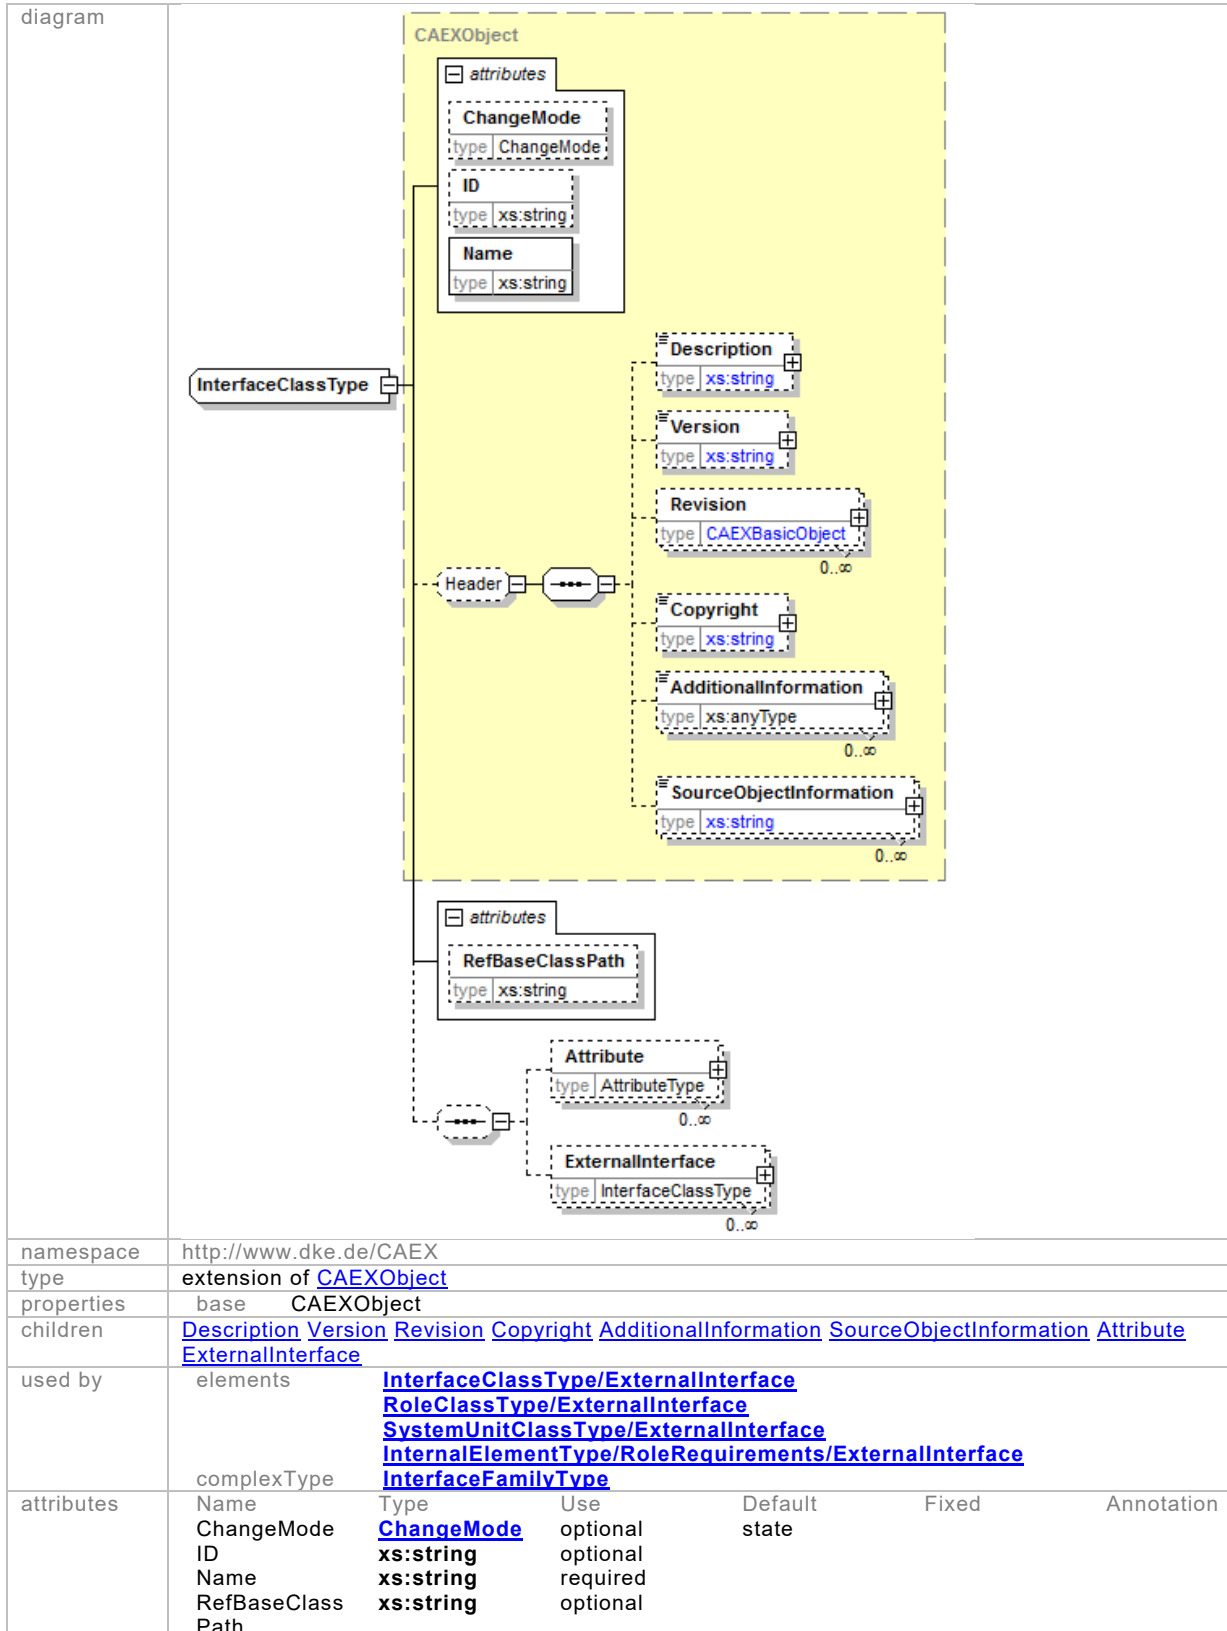 diagram
CAEXObject
attributes
ChangeMode
type ChangeMode
ID
type xs:string
Name
type xs:string
InterfaceClassType
Description
type xs:string
Version
type xs:string
Revision
type CAEXBasicObject
0..∞
Header
Copyright
type xs:string
AdditionalInformation
type xs:anyType
0..∞
SourceObjectInformation
type xs:string
0..∞
attributes
RefBaseClassPath
type xs:string
Attribute
type AttributeType
0..∞
ExternalInterface
type InterfaceClassType
0..∞
namespace http://www.dke.de/CAEX
type extension of CAEXObject
properties base CAEXObject
children Description Version Revision Copyright AdditionalInformation SourceObjectInformation Attribute
ExternalInterface
used by elements InterfaceClassType/ExternalInterface
RoleClassType/ExternalInterface
SystemUnitClassType/ExternalInterface
InternalElementType/RoleRequirements/ExternalInterface
complexType InterfaceFamilyType
attributes Name Type Use Default Fixed Annotation
ChangeMode ChangeMode optional state
ID xs:string optional
Name xs:string required
RefBaseClass xs:string optional
Path